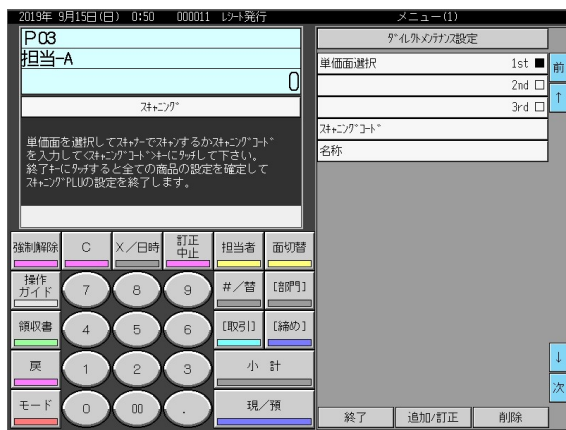 2019年 9月15日(日) 0:50 000011 ﾚｼｰﾄ発行
メニュー(1)
P03
担当-A
0
ｽｷｬﾆﾝｸﾞ
単価面を選択してｽｷｬﾅｰでｽｷｬﾝするかｽｷｬﾆﾝｸﾞｺｰﾄﾞ
を入力して<ｽｷｬﾆﾝｸﾞｺｰﾄﾞ>ｷｰにﾀｯﾁして下さい。
終了ｷｰにﾀｯﾁすると全ての商品の設定を確定して
ｽｷｬﾆﾝｸﾞPLUの設定を終了します。
強制解除 C X/日時 訂正中止 担当者 面切替
操作ガイド 7 8 9 #/替 [部門]
領収書 4 5 6 [取引] [締め]
戻 1 2 3 小 計
モード 0 00 . 現/預
ﾀﾞｲﾚｸﾄﾒﾝﾃﾅﾝｽ設定
単価面選択 1st ■
2nd □
3rd □
ｽｷｬﾆﾝｸﾞｺｰﾄﾞ
名称
前
↑
↓
次
終了 追加/訂正 削除